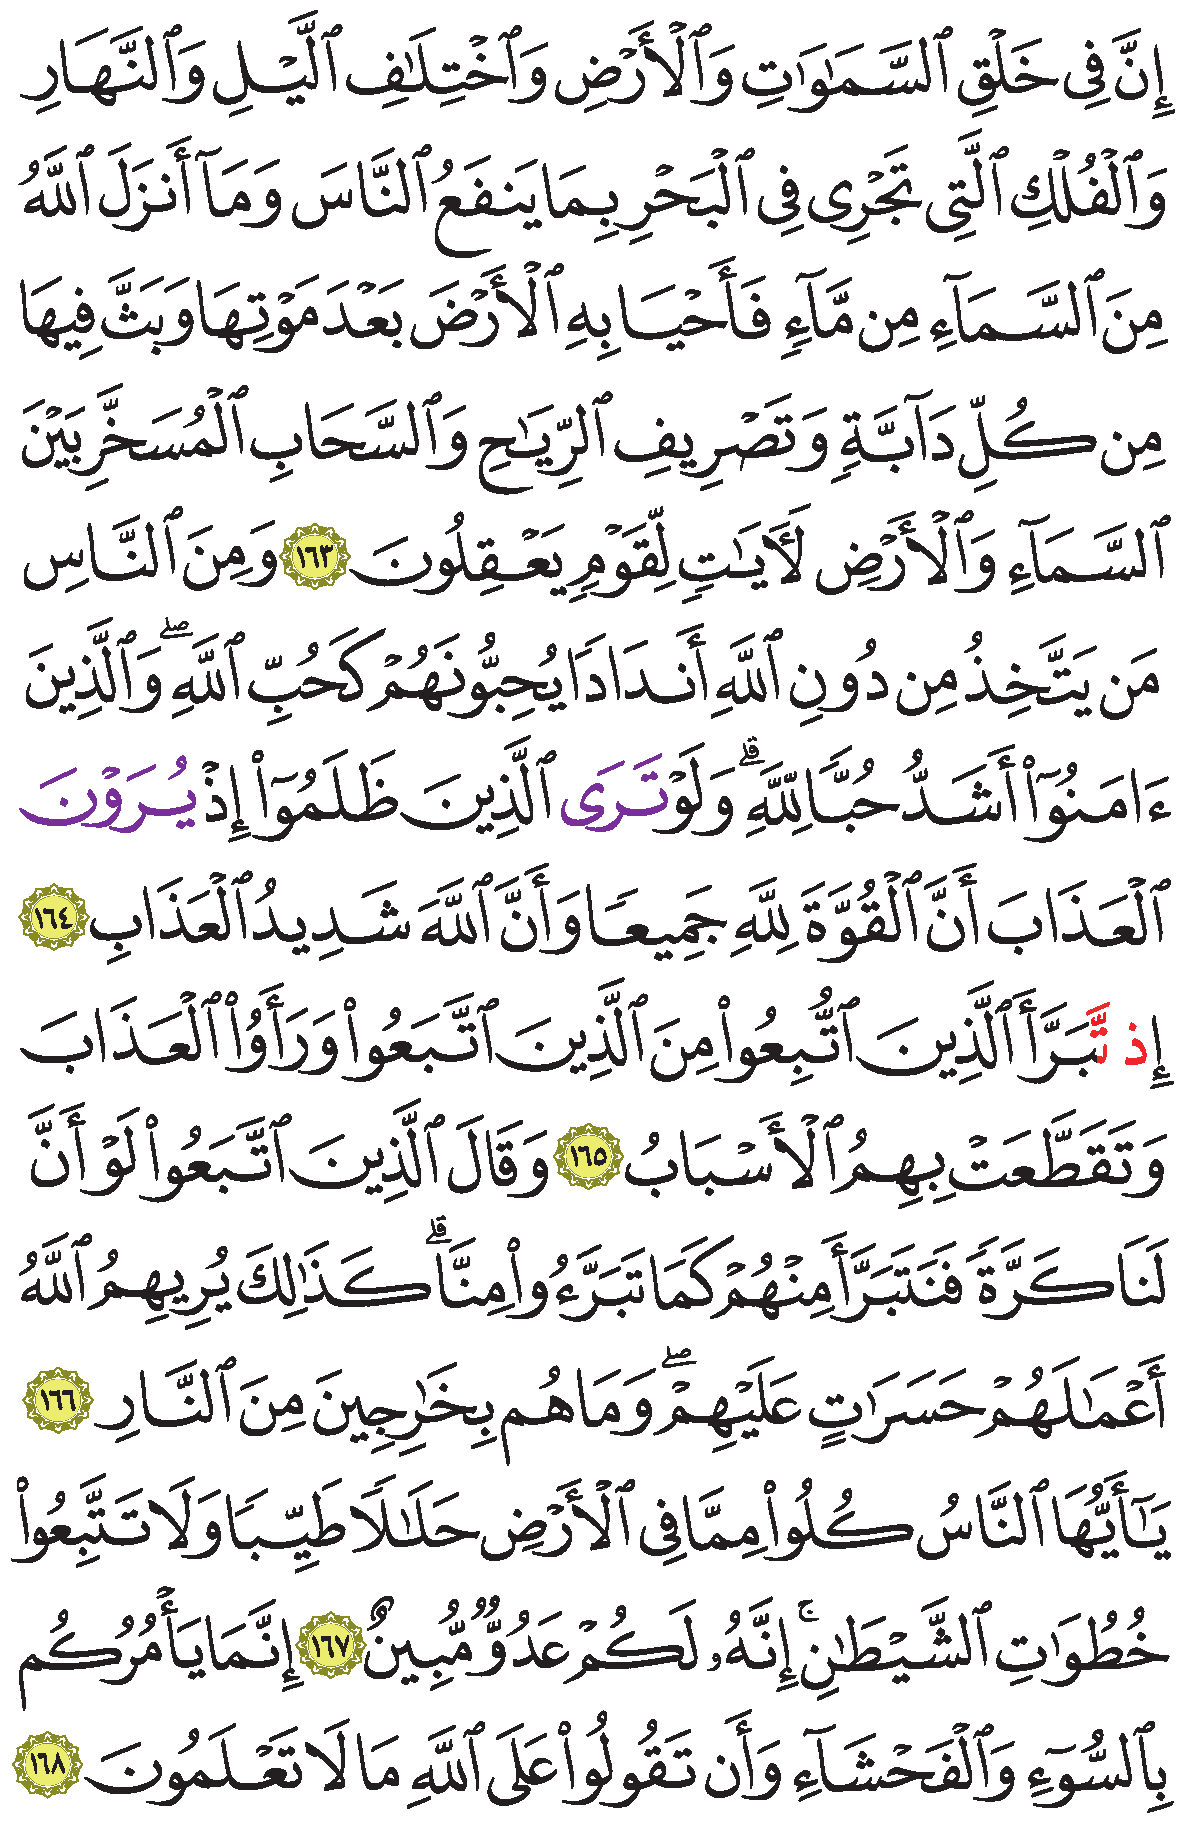 إِنَّ فِي خَلْقِ ٱلسَّمَٰوَٰتِ وَٱلْأَرْضِ وَٱخْتِلَٰفِ ٱلَّيْلِ وَٱلنَّهَارِ
وَٱلْفُلْكِ ٱلَّتِي تَجْرِي فِي ٱلْبَحْرِ بِمَا يَنفَعُ ٱلنَّاسَ وَمَآ أَنزَلَ ٱللَّهُ
مِنَ ٱلسَّمَآءِ مِن مَّآءٍ فَأَحْيَا بِهِ ٱلْأَرْضَ بَعْدَ مَوْتِهَا وَبَثَّ فِيهَا
مِن كُلِّ دَآبَّةٍ وَتَصْرِيفِ ٱلرِّيَٰحِ وَٱلسَّحَابِ ٱلْمُسَخَّرِ بَيْنَ
ٱلسَّمَآءِ وَٱلْأَرْضِ لَأٓيَٰتٍ لِّقَوْمٍ يَعْقِلُونَ ١٦٣ وَمِنَ ٱلنَّاسِ
مَن يَتَّخِذُ مِن دُونِ ٱللَّهِ أَندَادًا يُحِبُّونَهُمْ كَحُبِّ ٱللَّهِ ۖ وَٱلَّذِينَ
ءَامَنُوٓا۟ أَشَدُّ حُبًّا لِّلَّهِ ۗ وَلَوْ تَرَى ٱلَّذِينَ ظَلَمُوٓا۟ إِذْ يُرَوْنَ
ٱلْعَذَابَ أَنَّ ٱلْقُوَّةَ لِلَّهِ جَمِيعًا وَأَنَّ ٱللَّهَ شَدِيدُ ٱلْعَذَابِ ١٦٤
إِذ تَّبَرَّأَ ٱلَّذِينَ ٱتُّبِعُوا۟ مِنَ ٱلَّذِينَ ٱتَّبَعُوا۟ وَرَأَوُا۟ ٱلْعَذَابَ
وَتَقَطَّعَتْ بِهِمُ ٱلْأَسْبَابُ ١٦٥ وَقَالَ ٱلَّذِينَ ٱتَّبَعُوا۟ لَوْ أَنَّ
لَنَا كَرَّةً فَنَتَبَرَّأَ مِنْهُمْ كَمَا تَبَرَّءُوا۟ مِنَّا ۗ كَذَٰلِكَ يُرِيهِمُ ٱللَّهُ
أَعْمَٰلَهُمْ حَسَرَٰتٍ عَلَيْهِمْ ۖ وَمَا هُم بِخَٰرِجِينَ مِنَ ٱلنَّارِ ١٦٦
يَٰٓأَيُّهَا ٱلنَّاسُ كُلُوا۟ مِمَّا فِي ٱلْأَرْضِ حَلَٰلًا طَيِّبًا وَلَا تَتَّبِعُوا۟
خُطُوَٰتِ ٱلشَّيْطَٰنِ ۚ إِنَّهُۥ لَكُمْ عَدُوٌّ مُّبِينٌ ١٦٧ إِنَّمَا يَأْمُرُكُم
بِٱلسُّوٓءِ وَٱلْفَحْشَآءِ وَأَن تَقُولُوا۟ عَلَى ٱللَّهِ مَا لَا تَعْلَمُونَ ١٦٨